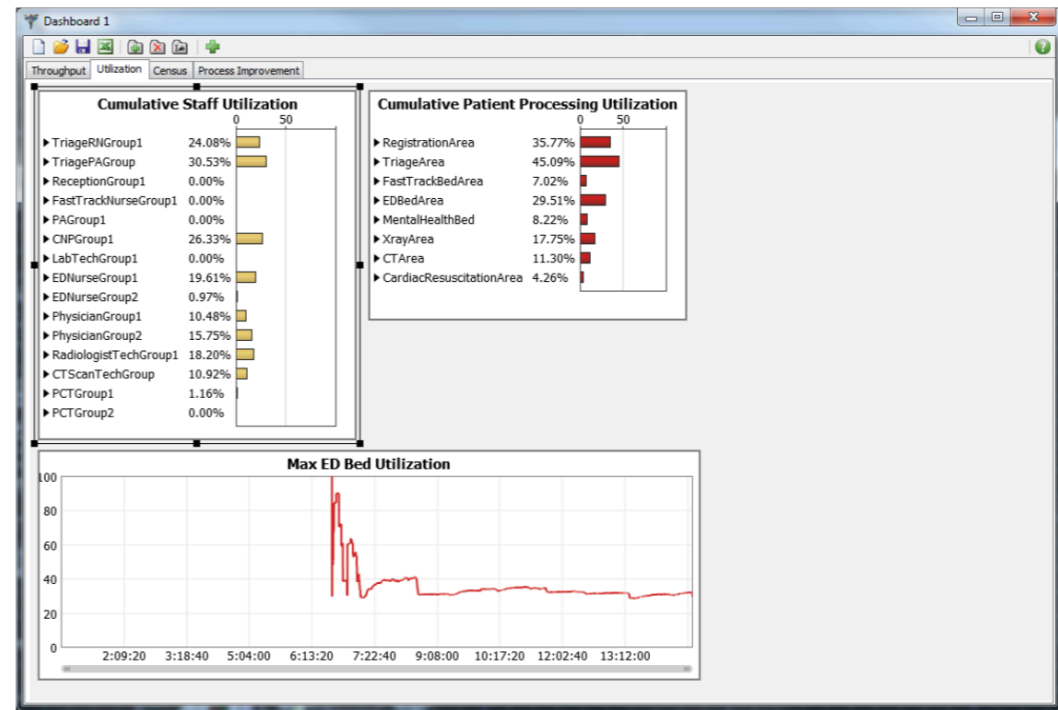 Dashboard 1
Throughput Utilization Census Process Improvement
Cumulative Staff Utilization
0 50
TriageRNGroup1 24.08%
TriagePAGroup 30.53%
ReceptionGroup1 0.00%
FastTrackNurseGroup1 0.00%
PAGroup1 0.00%
CNPGroup1 26.33%
LabTechGroup1 0.00%
EDNurseGroup1 19.61%
EDNurseGroup2 0.97%
PhysicianGroup1 10.48%
PhysicianGroup2 15.75%
RadiologistTechGroup1 18.20%
CTScanTechGroup 10.92%
PCTGroup1 1.16%
PCTGroup2 0.00%
Cumulative Patient Processing Utilization
0 50
RegistrationArea 35.77%
TriageArea 45.09%
FastTrackBedArea 7.02%
EDBedArea 29.51%
MentalHealthBed 8.22%
XrayArea 17.75%
CTArea 11.30%
CardiacResuscitationArea 4.26%
Max ED Bed Utilization
100
80
60
40
20
0
2:09:20 3:18:40 5:04:00 6:13:20 7:22:40 9:08:00 10:17:20 12:02:40 13:12:00